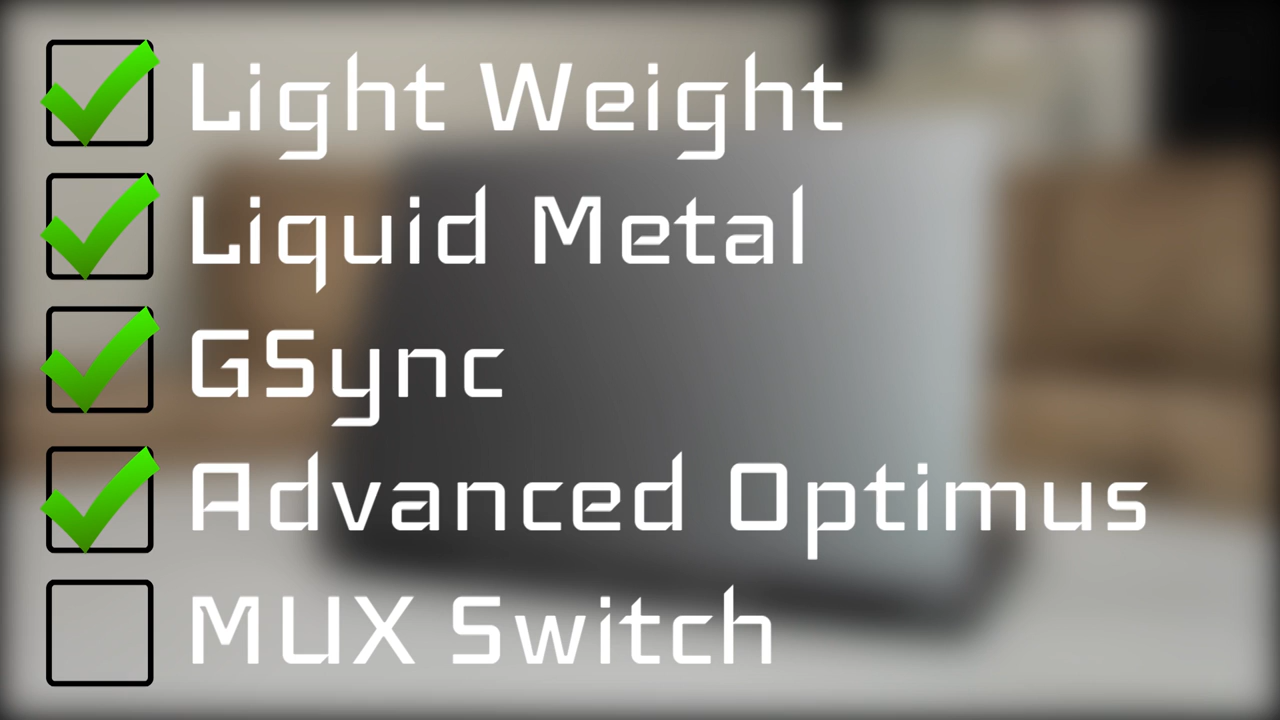 Light Weight
Liquid Metal
GSync
Advanced Optimus
MUX Switch